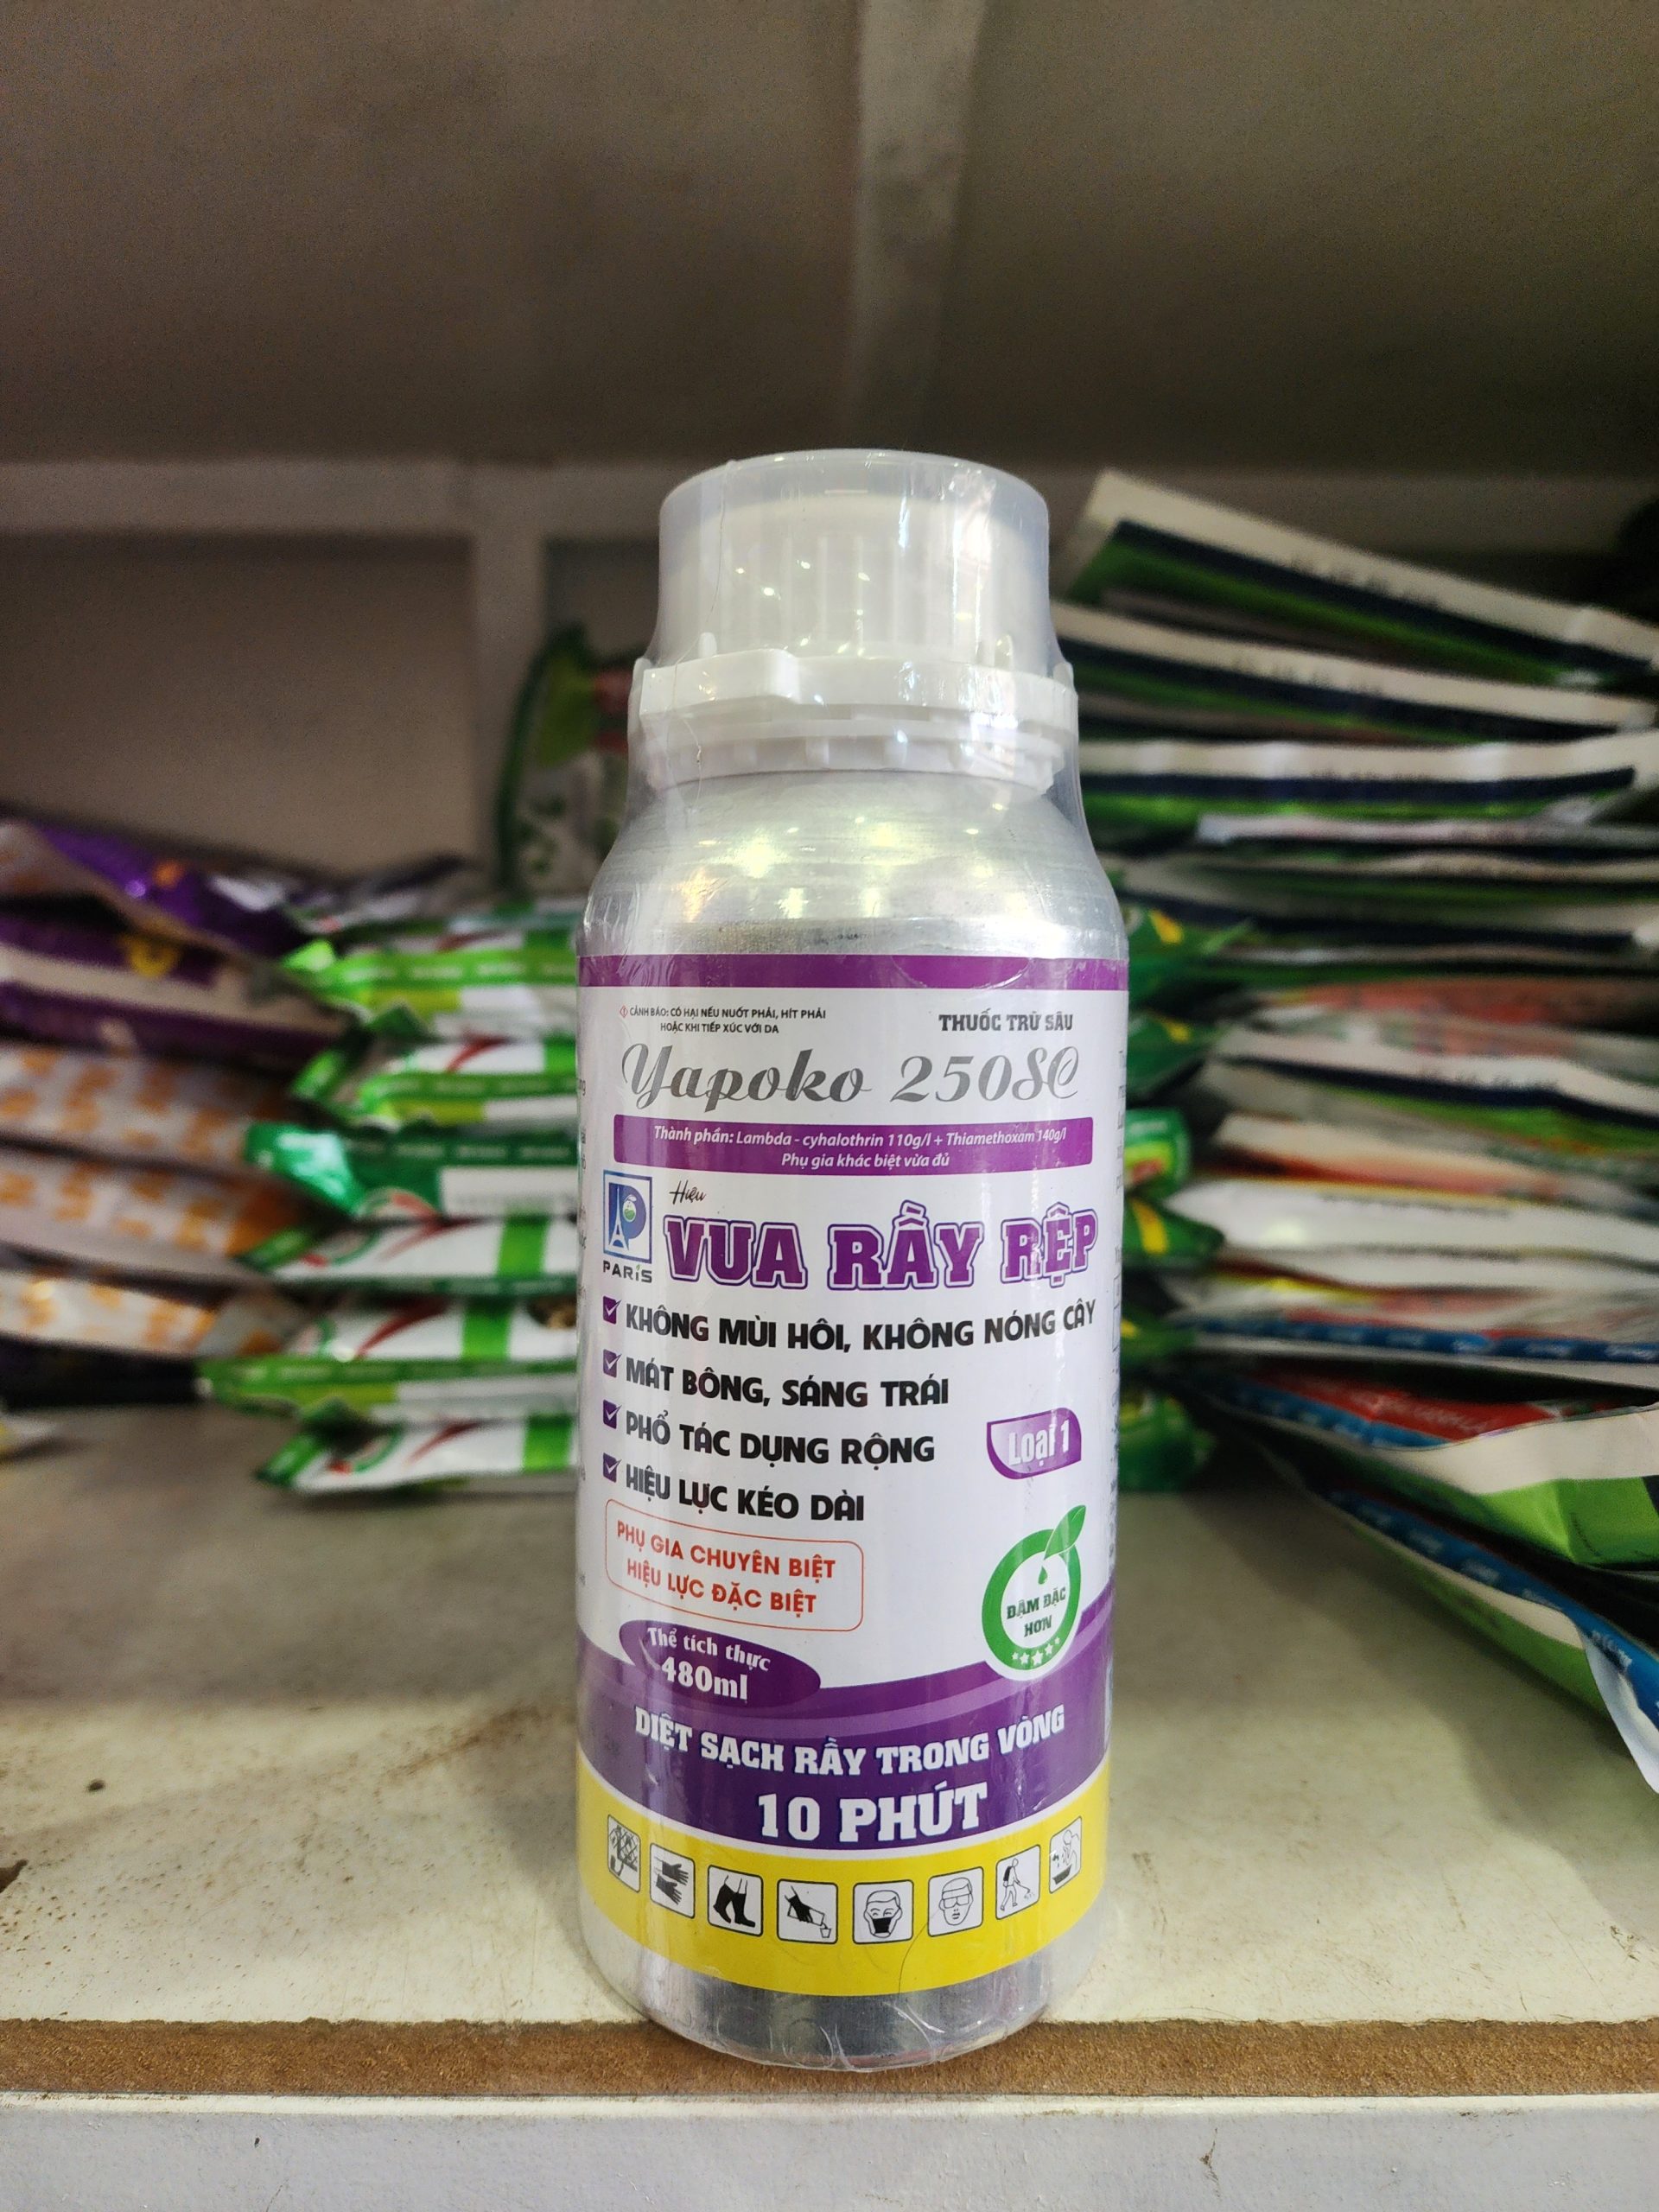 CẢNH BÁO: CÓ HẠI NẾU NUỐT PHẢI, HÍT PHẢI
HOẶC KHI TIẾP XÚC VỚI DA
THUỐC TRỪ SÂU
Yapoko 250SC
Thành phần: Lambda - cyhalothrin 110g/l + Thiamethoxam 140g/l
Phụ gia khác biệt vừa đủ
PARIS
Hiệu
VUA RẦY RỆP
KHÔNG MÙI HÔI, KHÔNG NÓNG CÂY
MÁT BÔNG, SÁNG TRÁI
PHỔ TÁC DỤNG RỘNG
HIỆU LỰC KÉO DÀI
Loại 1
PHỤ GIA CHUYÊN BIỆT
HIỆU LỰC ĐẶC BIỆT
ĐẬM ĐẶC
HƠN
Thể tích thực
480ml
DIỆT SẠCH RẦY TRONG VÒNG
10 PHÚT